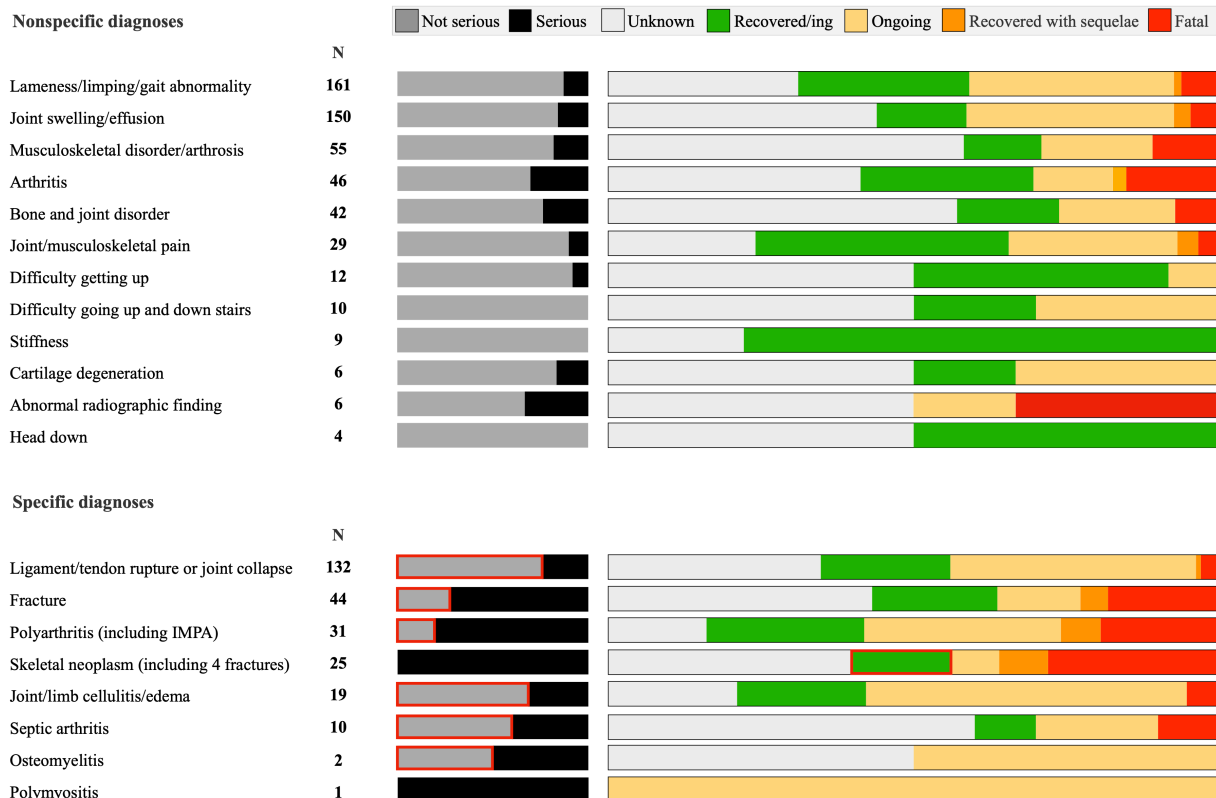 Nonspecific diagnoses
Not serious Serious Unknown Recovered/ing Ongoing Recovered with sequelae Fatal
N
Lameness/limping/gait abnormality 161
Joint swelling/effusion 150
Musculoskeletal disorder/arthrosis 55
Arthritis 46
Bone and joint disorder 42
Joint/musculoskeletal pain 29
Difficulty getting up 12
Difficulty going up and down stairs 10
Stiffness 9
Cartilage degeneration 6
Abnormal radiographic finding 6
Head down 4
Specific diagnoses
N
Ligament/tendon rupture or joint collapse 132
Fracture 44
Polyarthritis (including IMPA) 31
Skeletal neoplasm (including 4 fractures) 25
Joint/limb cellulitis/edema 19
Septic arthritis 10
Osteomyelitis 2
Polymyositis 1